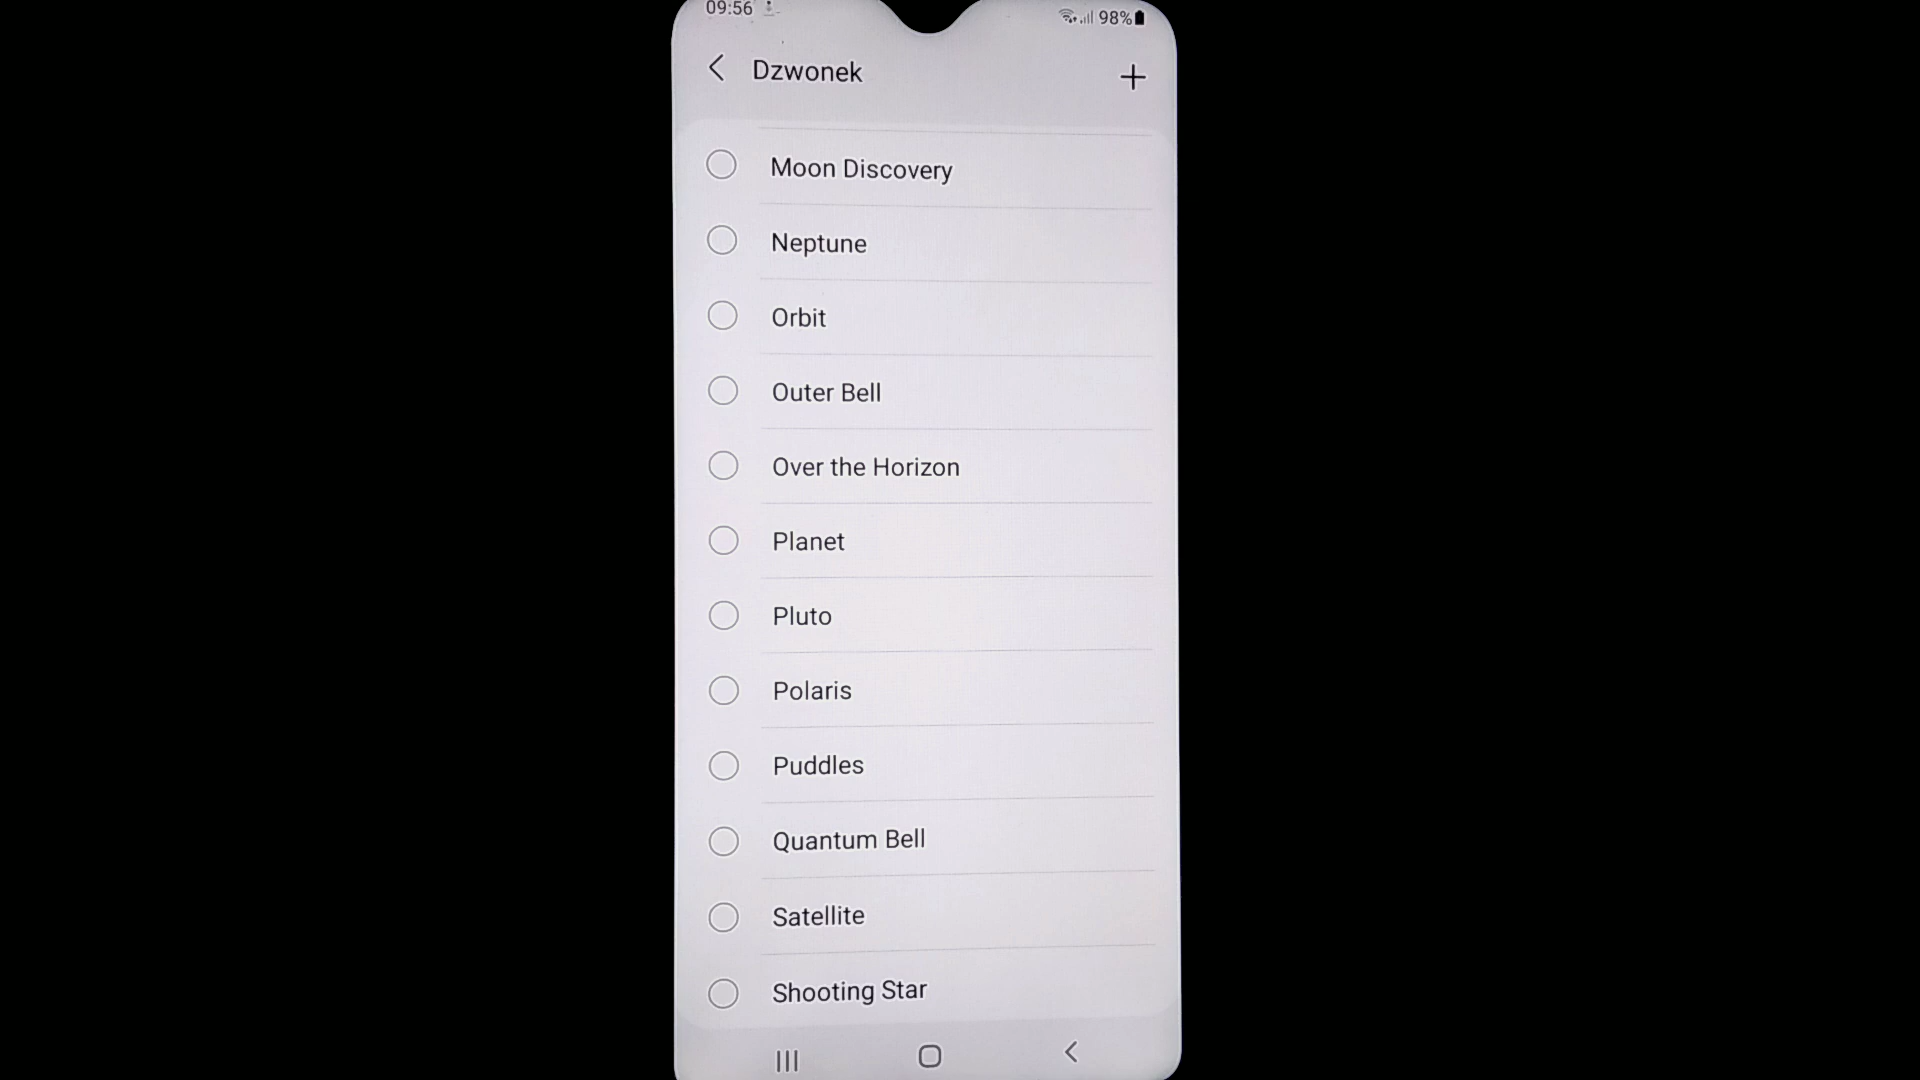 09:56
98%
Dzwonek
Moon Discovery
Neptune
Orbit
Outer Bell
Over the Horizon
Planet
Pluto
Polaris
Puddles
Quantum Bell
Satellite
Shooting Star